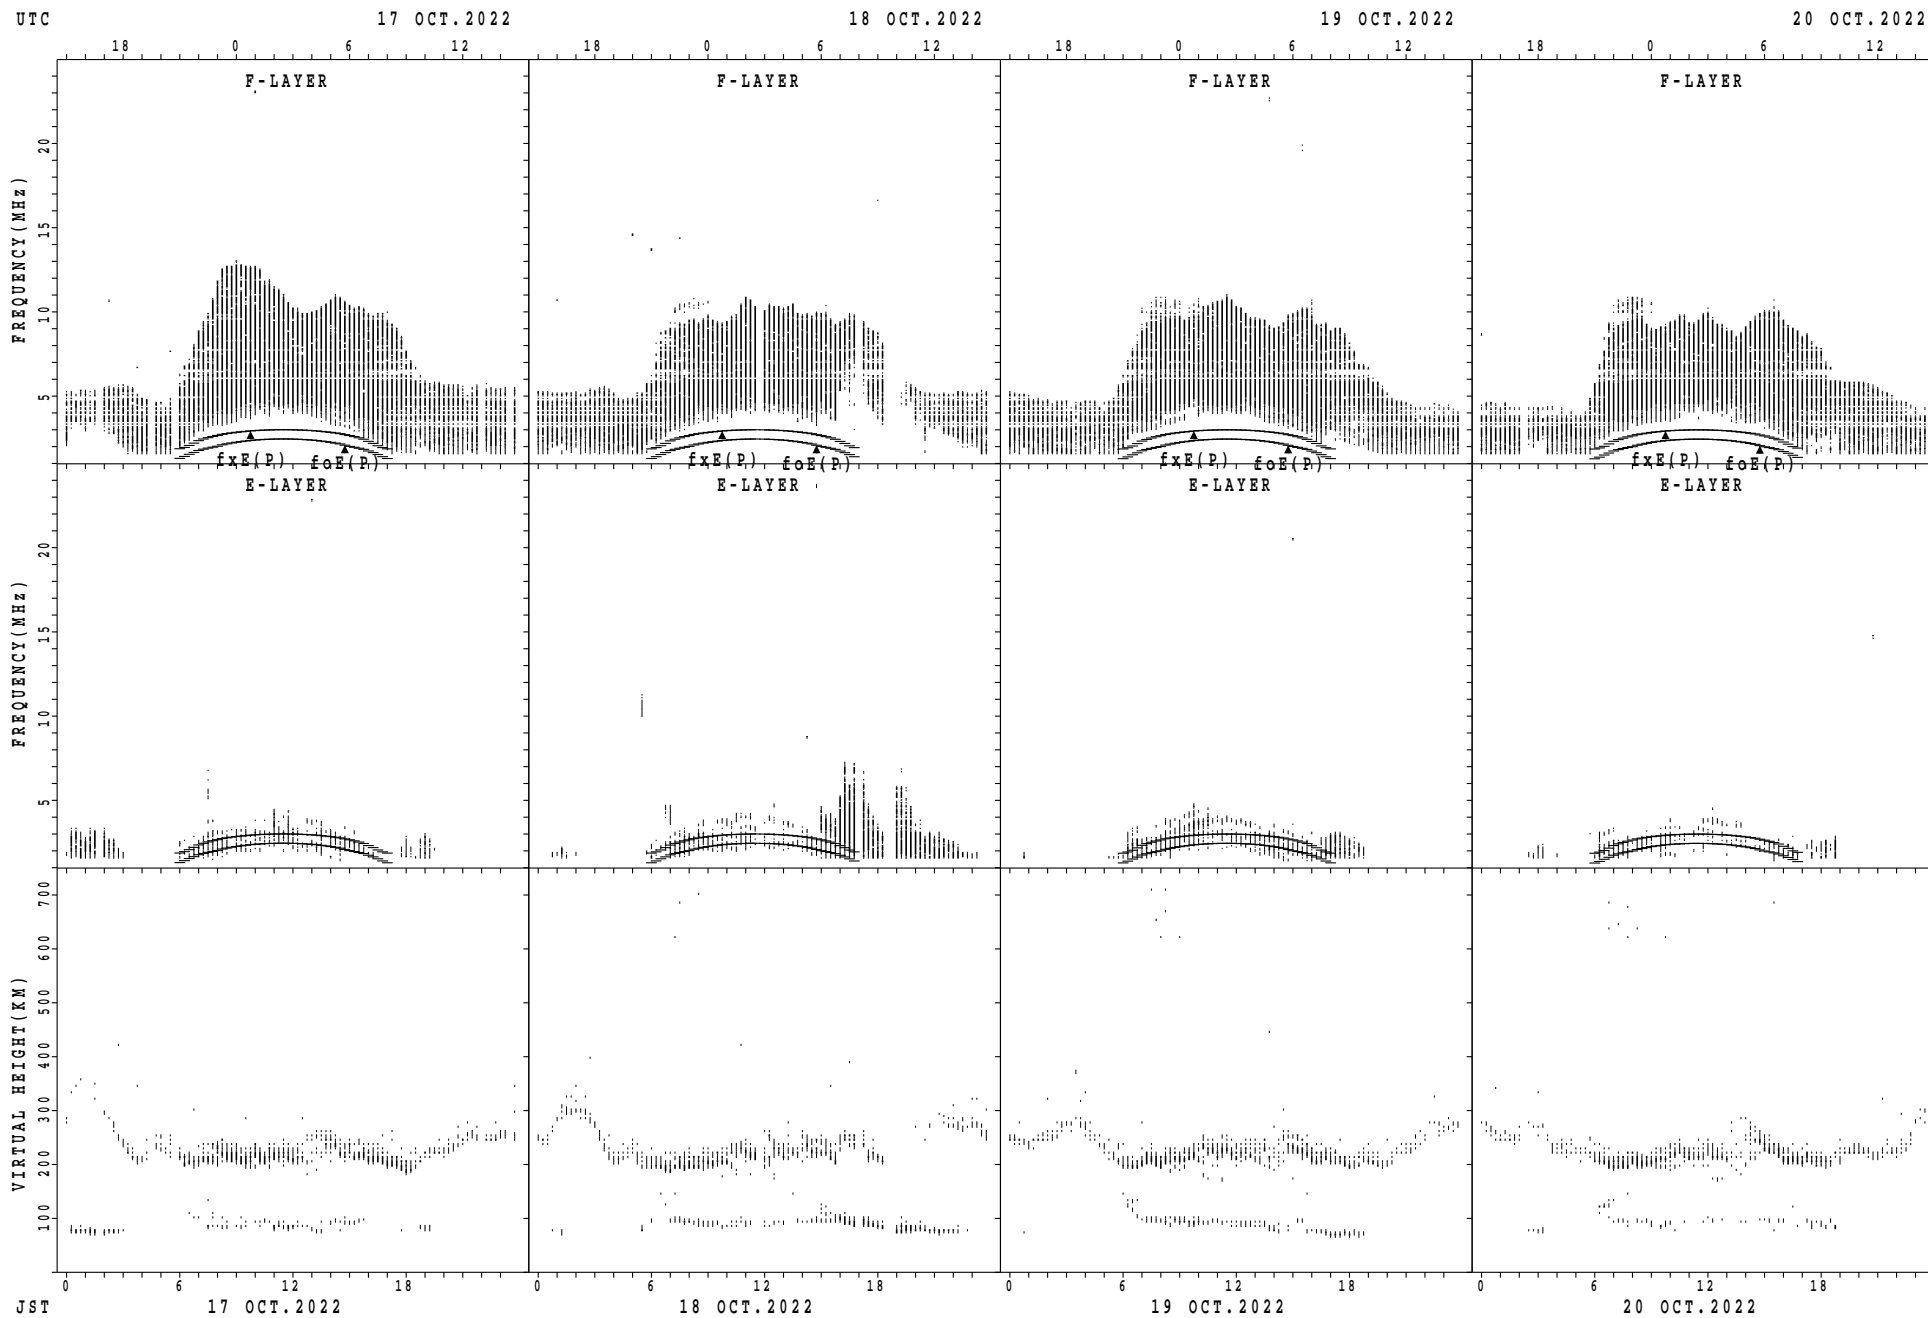 UTC 17 OCT.2022 18 OCT.2022 19 OCT.2022 20 OCT.2022
18 0 6 12 18 0 6 12 18 0 6 12 18 0 6 12
F-LAYER F-LAYER F-LAYER F-LAYER
FREQUENCY(MHz)
20
15
10
5
fxE(P) foE(P) fxE(P) foE(P) fxE(P) foE(P) fxE(P) foE(P)
E-LAYER E-LAYER E-LAYER E-LAYER
FREQUENCY(MHz)
20
15
10
5
VIRTUAL HEIGHT(KM)
700
600
500
400
300
200
100
0 6 12 18 0 6 12 18 0 6 12 18 0 6 12 18
JST 17 OCT.2022 18 OCT.2022 19 OCT.2022 20 OCT.2022